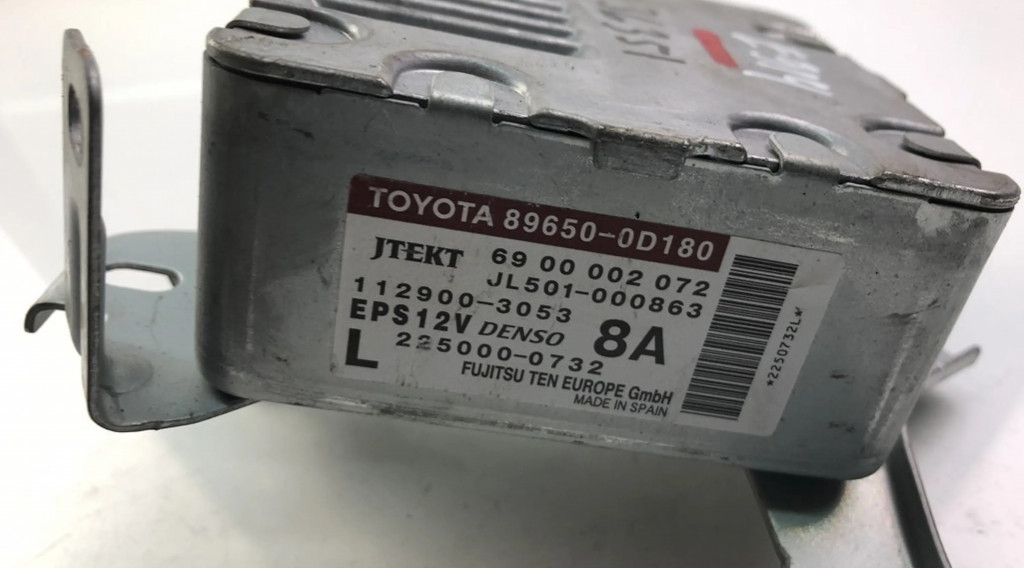 TOYOTA 89650-0D180
JTEKT 69 00 002 072
JL501-000863
112900-3053
EPS12V DENSO 8A
L 225000-0732
FUJITSU TEN EUROPE GmbH
MADE IN SPAIN
*2250732L*